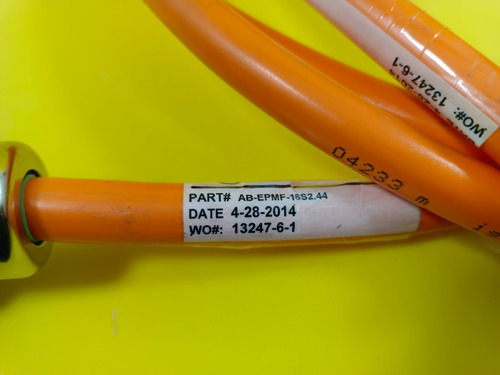 PART# AB-EPMF-16S2.44
DATE 4-28-2014
WO#: 13247-6-1
WO#: 13247-6-1
04233 m